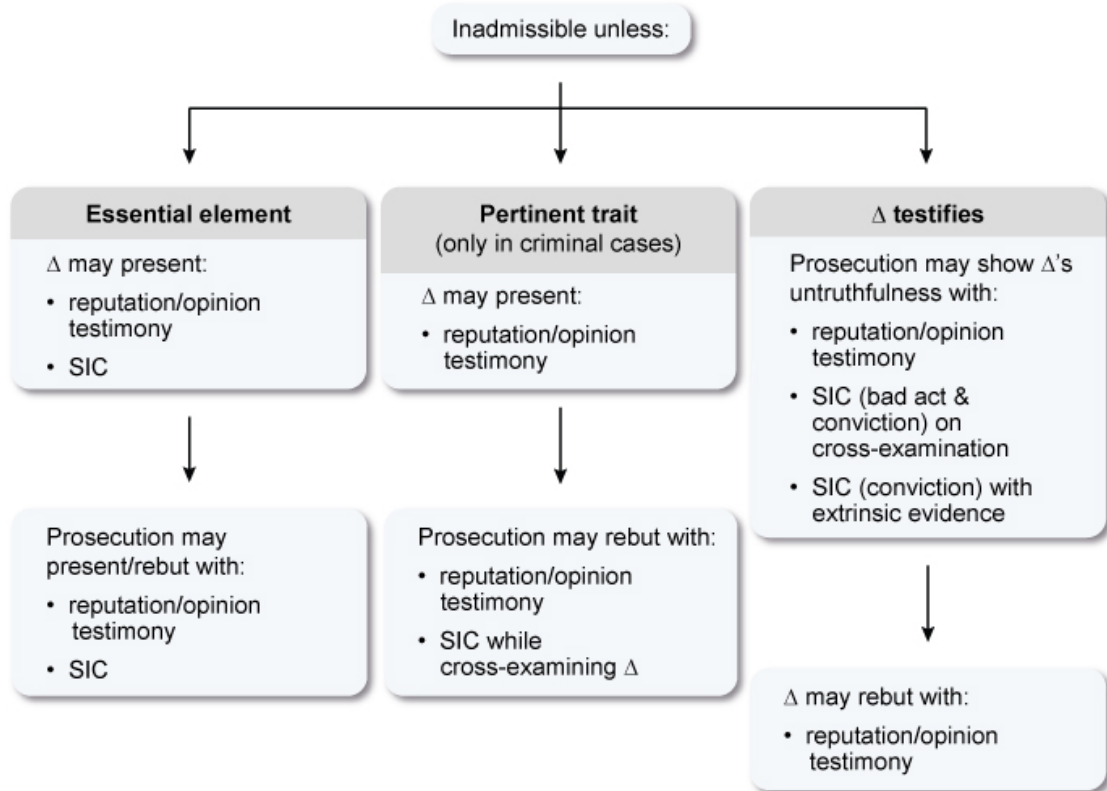 Inadmissible unless:
Essential element
Δ may present:
• reputation/opinion
testimony
• SIC
Prosecution may
present/rebut with:
• reputation/opinion
testimony
• SIC
Pertinent trait
(only in criminal cases)
Δ may present:
• reputation/opinion
testimony
Prosecution may rebut with:
• reputation/opinion
testimony
• SIC while
cross-examining Δ
Δ testifies
Prosecution may show Δ's
untruthfulness with:
• reputation/opinion
testimony
• SIC (bad act &
conviction) on
cross-examination
• SIC (conviction) with
extrinsic evidence
Δ may rebut with:
• reputation/opinion
testimony